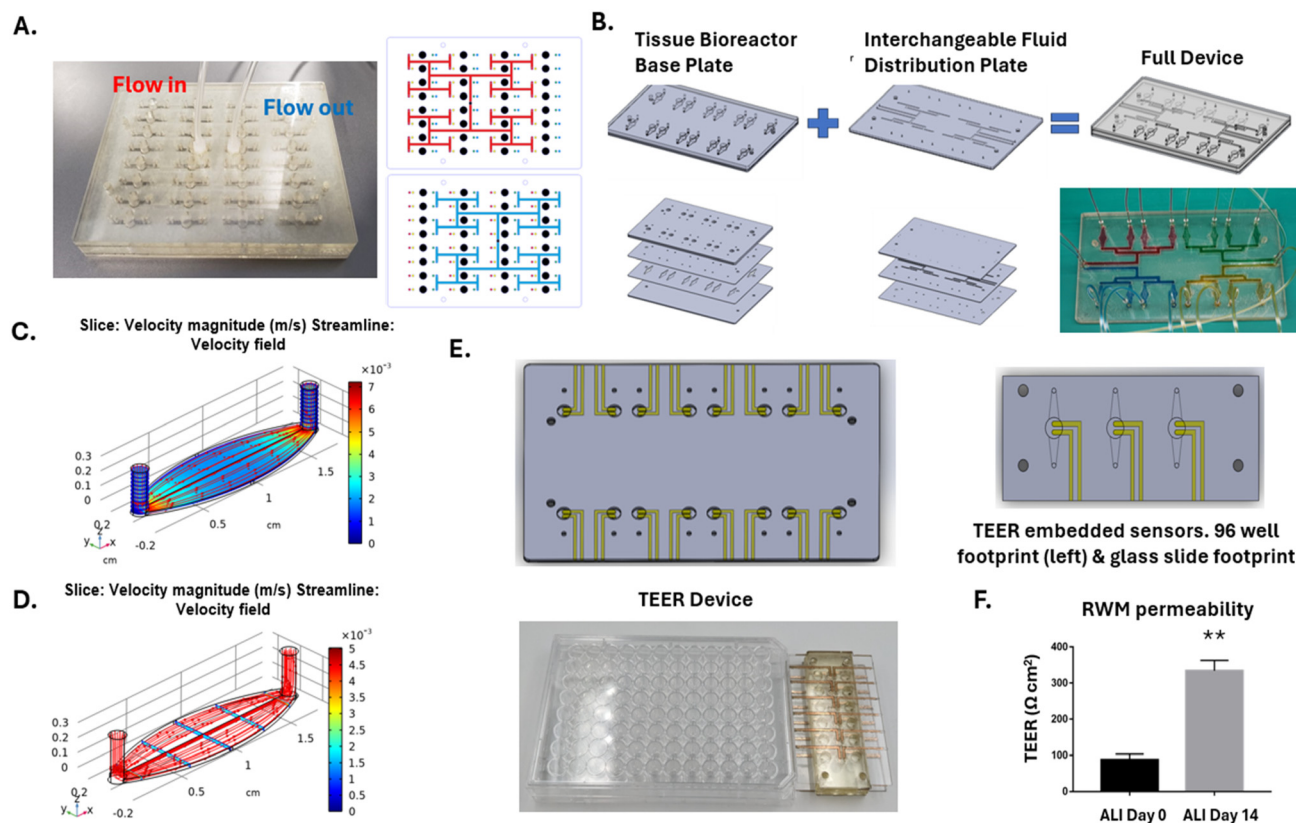 A.
Flow in
Flow out
B.
Tissue Bioreactor
Base Plate
Interchangeable Fluid
Distribution Plate
Full Device
C.
Slice: Velocity magnitude (m/s) Streamline:
Velocity field
×10⁻³
7
6
5
4
3
2
1
0
0.3
0.2
0.1
0
0.2
-0.2
0.5
1
1.5
cm
cm
y z x
D.
Slice: Velocity magnitude (m/s) Streamline:
Velocity field
×10⁻³
5
4.5
4
3.5
3
2.5
2
1.5
1
0.5
0
0.3
0.2
0.1
0
0.2
-0.2
0.5
1
1.5
cm
cm
y z x
E.
TEER embedded sensors. 96 well
footprint (left) & glass slide footprint
TEER Device
F.
RWM permeability
**
TEER (Ω cm²)
400
300
200
100
0
ALI Day 0
ALI Day 14